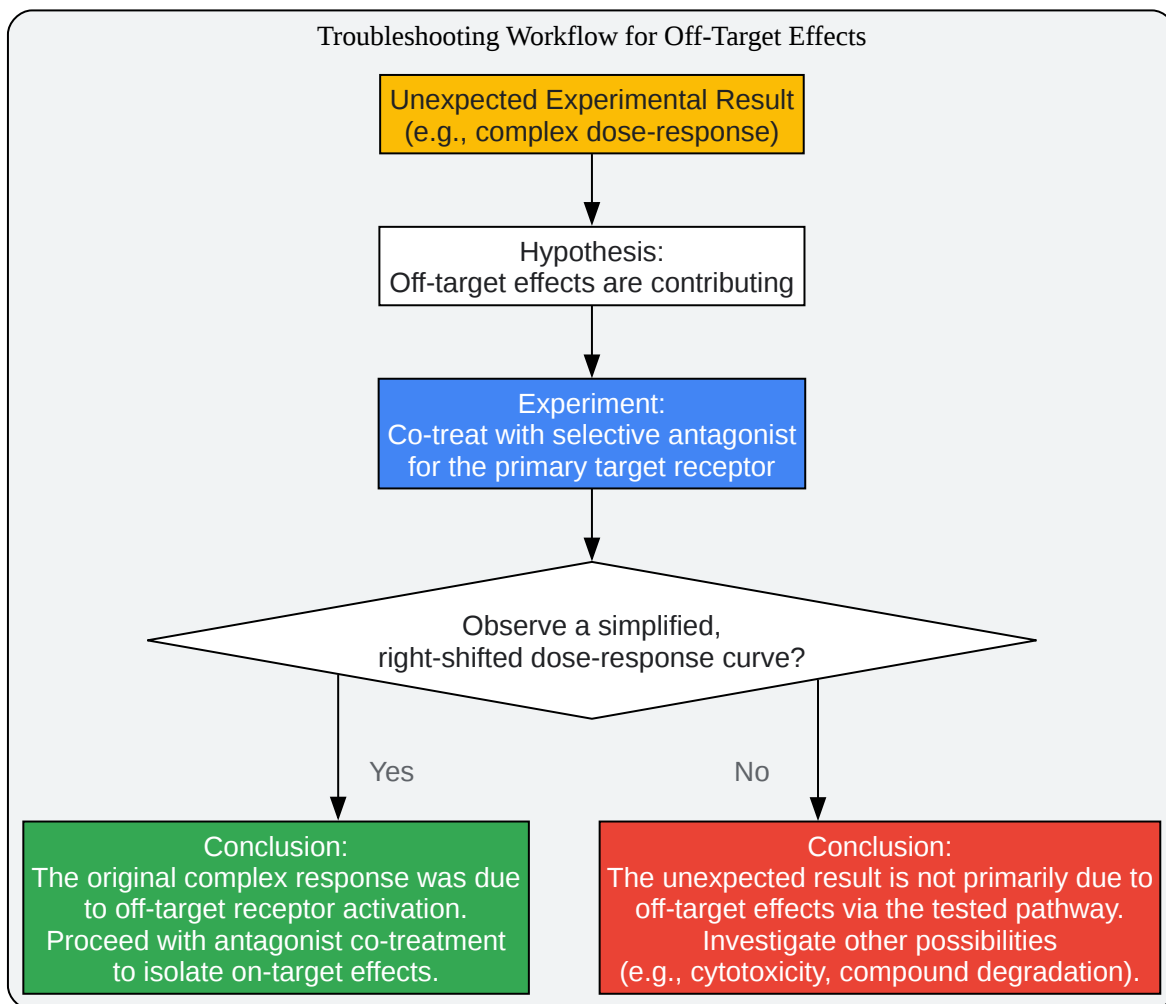 Troubleshooting Workflow for Off-Target Effects
Unexpected Experimental Result
(e.g., complex dose-response)
Hypothesis:
Off-target effects are contributing
Experiment:
Co-treat with selective antagonist
for the primary target receptor
Observe a simplified,
right-shifted dose-response curve?
Yes
No
Conclusion:
The original complex response was due
to off-target receptor activation.
Proceed with antagonist co-treatment
to isolate on-target effects.
Conclusion:
The unexpected result is not primarily due to
off-target effects via the tested pathway.
Investigate other possibilities
(e.g., cytotoxicity, compound degradation).